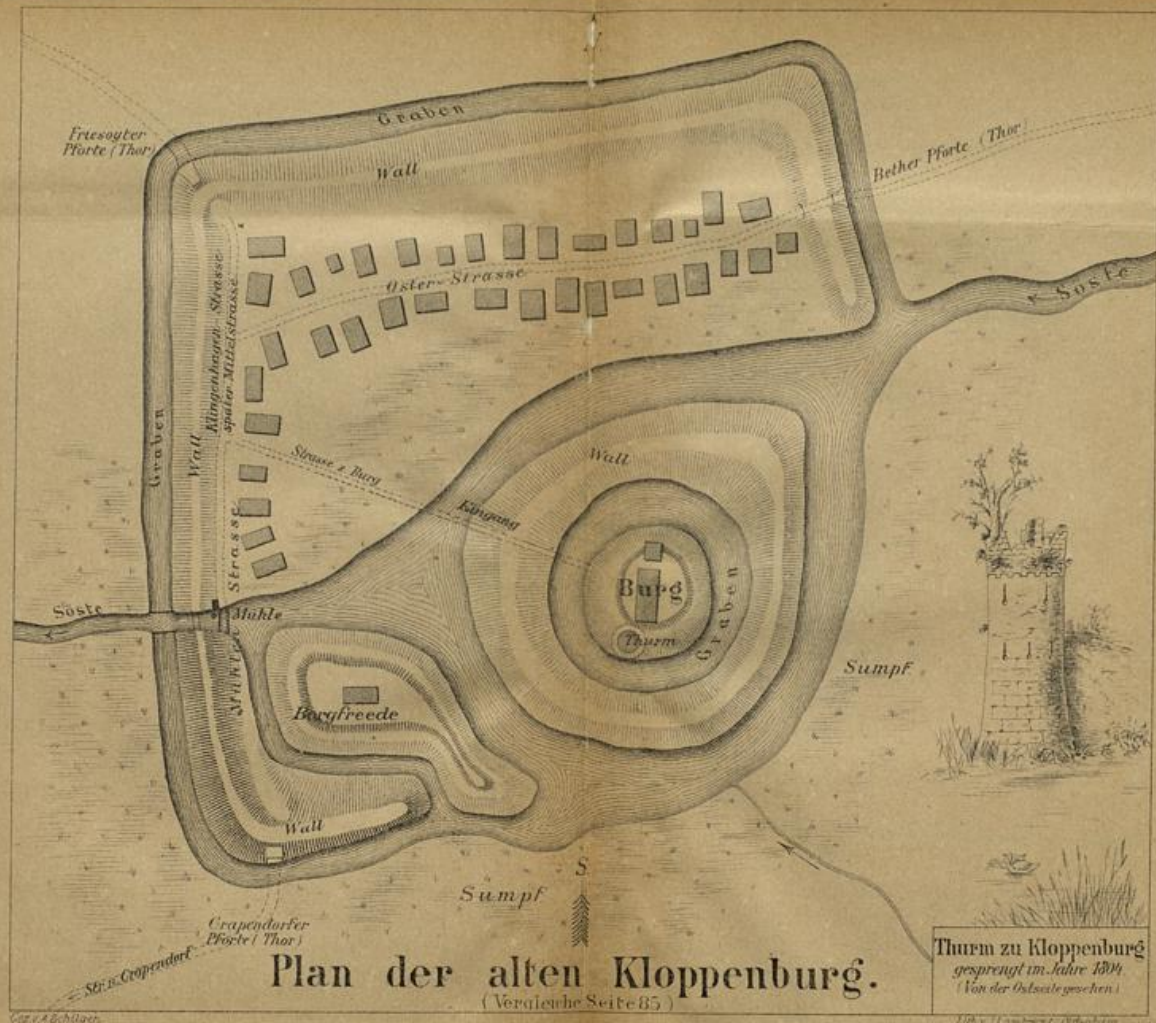 Graben
Friesoyter
Pforte (Thor)
Bether Pforte (Thor)
Wall
Oster-Strasse
Klingenhagen-Strasse
später Mittelstrasse
Söste
Graben
Wall
Strasse z. Burg
Eingang
Wall
Burg
Thurm
Graben
Söste
Mühle
Mühlen Strasse
Burgfreede
Sumpf
Wall
S.
Sumpf
Crapendorfer
Pforte (Thor)
Str. n. Crapendorf
Plan der alten Kloppenburg.
(Vergleiche Seite 85)
Thurm zu Kloppenburg
gesprengt im Jahre 1804
(Von der Ostseite gesehen)